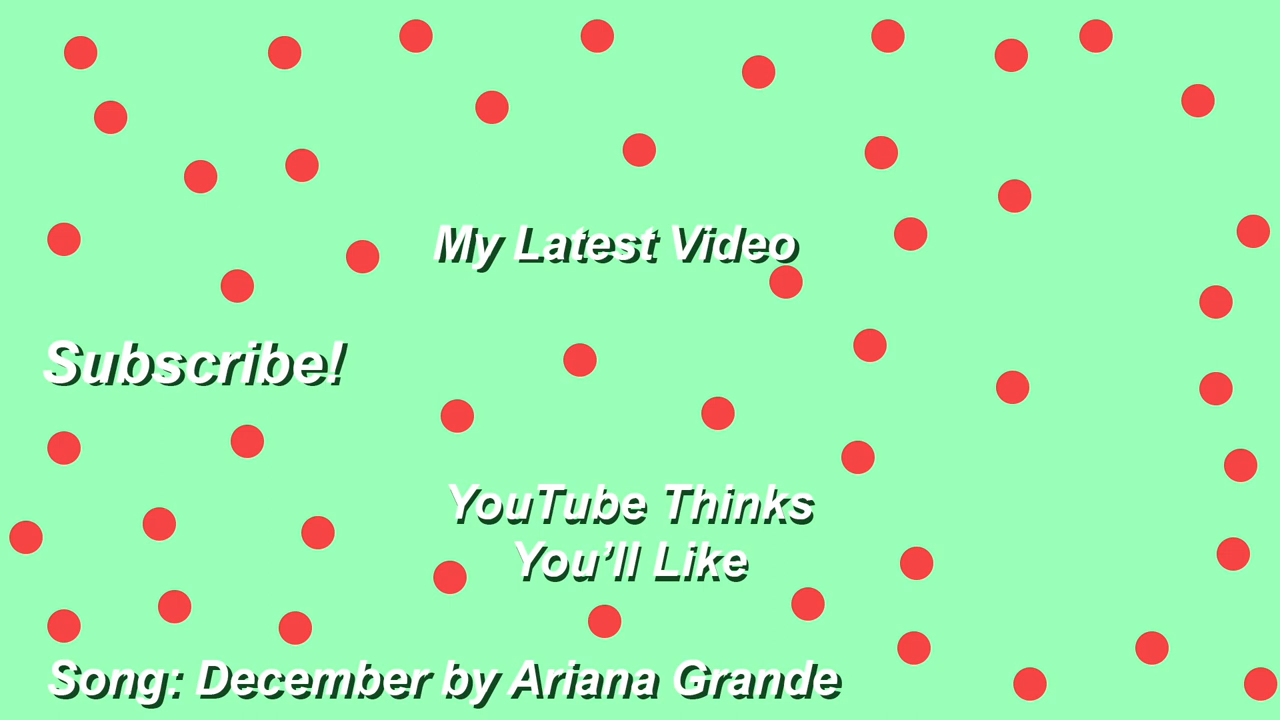 My Latest Video
Subscribe!
YouTube Thinks
You’ll Like
Song: December by Ariana Grande